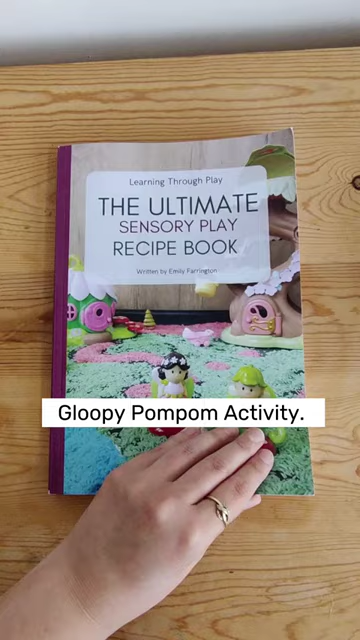 Learning Through Play
THE ULTIMATE
SENSORY PLAY
RECIPE BOOK
Written by Emily Farrington
Gloopy Pompom Activity.